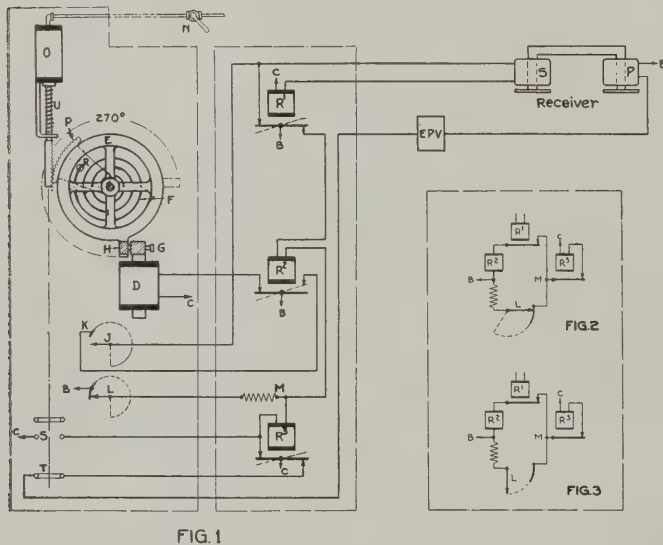 O
N
U
P
270°
E
R
F
H
G
D
C
K
J
B
L
M
C
S
T
R¹
C
B
R²
B
R³
C
S
P
B
Receiver
EPV
R¹
R²
B
M
C
R³
L
FIG.2
R¹
R²
B
M
C
R³
L
FIG.3
FIG.1